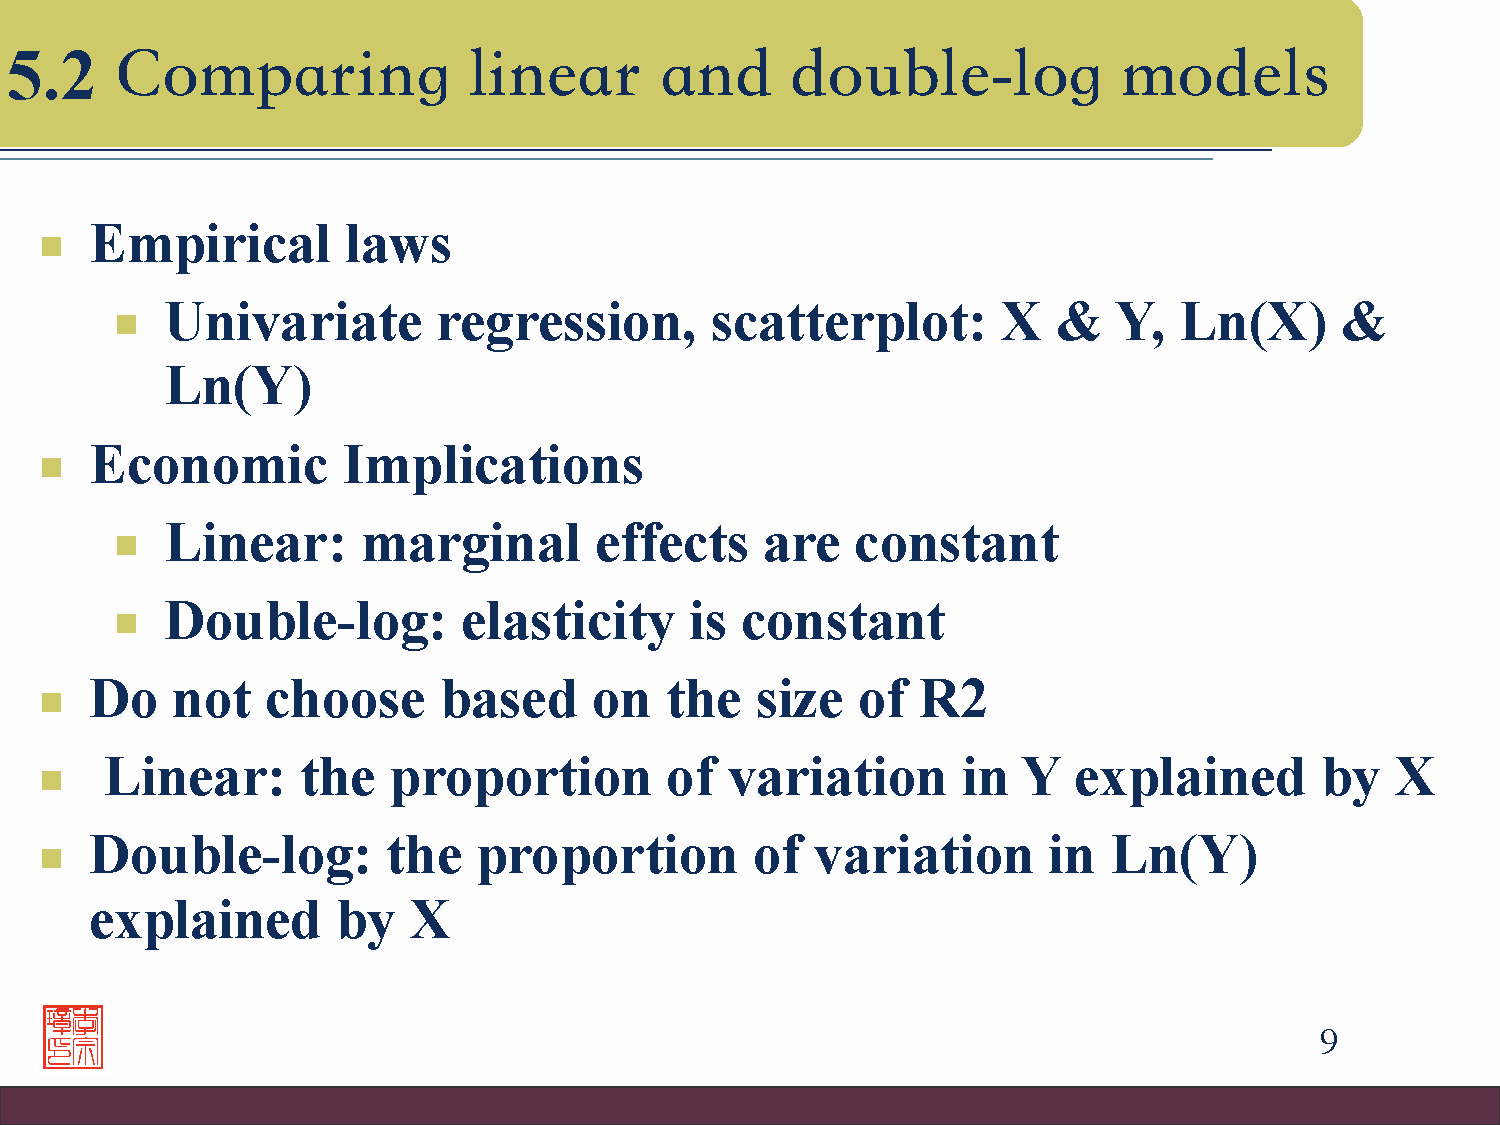 5.2 Comparing linear and double-log models
Empirical laws
Univariate regression, scatterplot: X & Y, Ln(X) &
Ln(Y)
Economic Implications
Linear: marginal effects are constant
Double-log: elasticity is constant
Do not choose based on the size of R2
Linear: the proportion of variation in Y explained by X
Double-log: the proportion of variation in Ln(Y)
explained by X
9